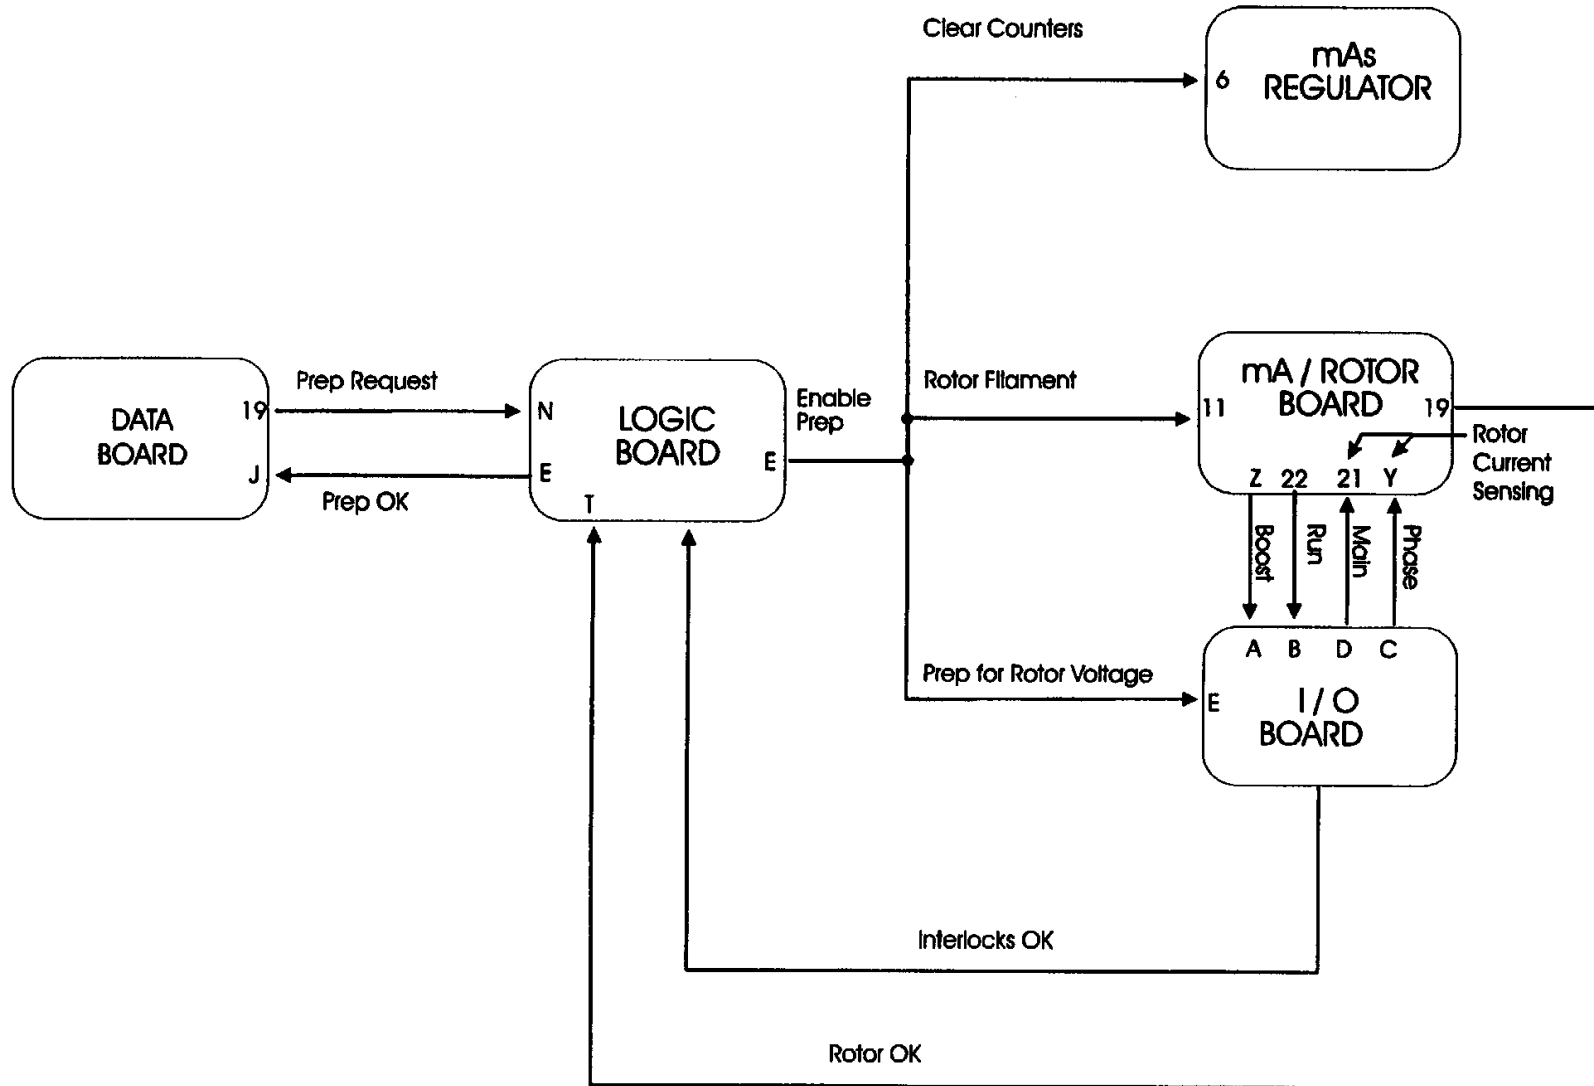 Clear Counters
6
mAs
REGULATOR
Prep Request
19
DATA
BOARD
J
Prep OK
N
LOGIC
BOARD
E
E
T
Enable
Prep
Rotor Filament
11
mA / ROTOR
BOARD
19
Rotor
Current
Sensing
Z 22 21 Y
Boost
Run
Main
Phase
A B D C
Prep for Rotor Voltage
E
I / O
BOARD
Interlocks OK
Rotor OK